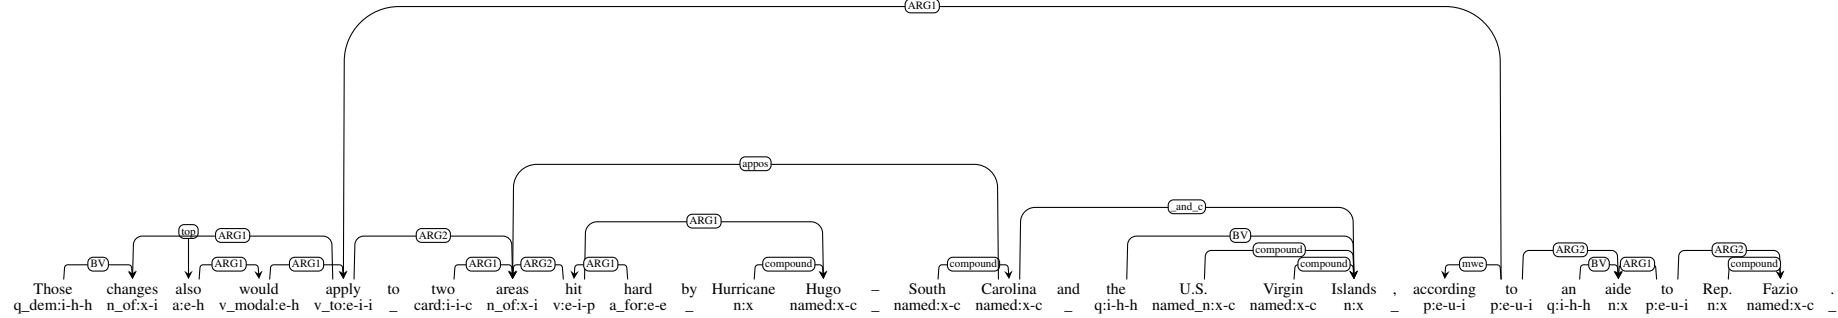 ARG1
appos
_and_c
ARG1
top ARG1 ARG2 BV
compound ARG2 ARG2
BV ARG1 ARG1 ARG1 ARG2 ARG1 compound compound compound mwe BV ARG1 compound
Those changes also would apply to two areas hit hard by Hurricane Hugo – South Carolina and the U.S. Virgin Islands , according to an aide to Rep. Fazio .
q_dem:i-h-h n_of:x-i a:e-h v_modal:e-h v_to:e-i-i _ card:i-i-c n_of:x-i v:e-i-p a_for:e-e _ n:x named:x-c _ named:x-c named:x-c _ q:i-h-h named_n:x-c named:x-c n:x _ p:e-u-i p:e-u-i q:i-h-h n:x p:e-u-i n:x named:x-c _